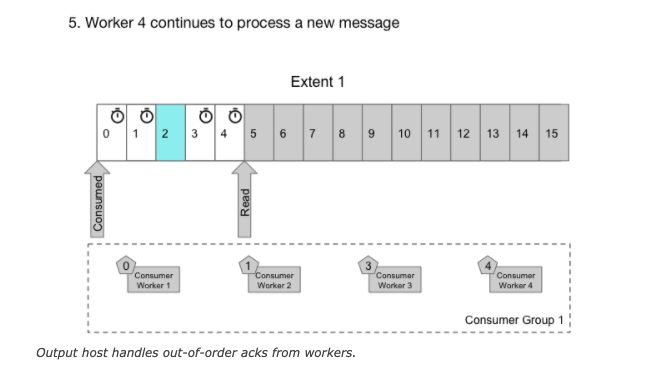 5. Worker 4 continues to process a new message
Extent 1
0 1 2 3 4 5 6 7 8 9 10 11 12 13 14 15
Consumed
Read
0
Consumer
Worker 1
1
Consumer
Worker 2
3
Consumer
Worker 3
4
Consumer
Worker 4
Consumer Group 1
Output host handles out-of-order acks from workers.